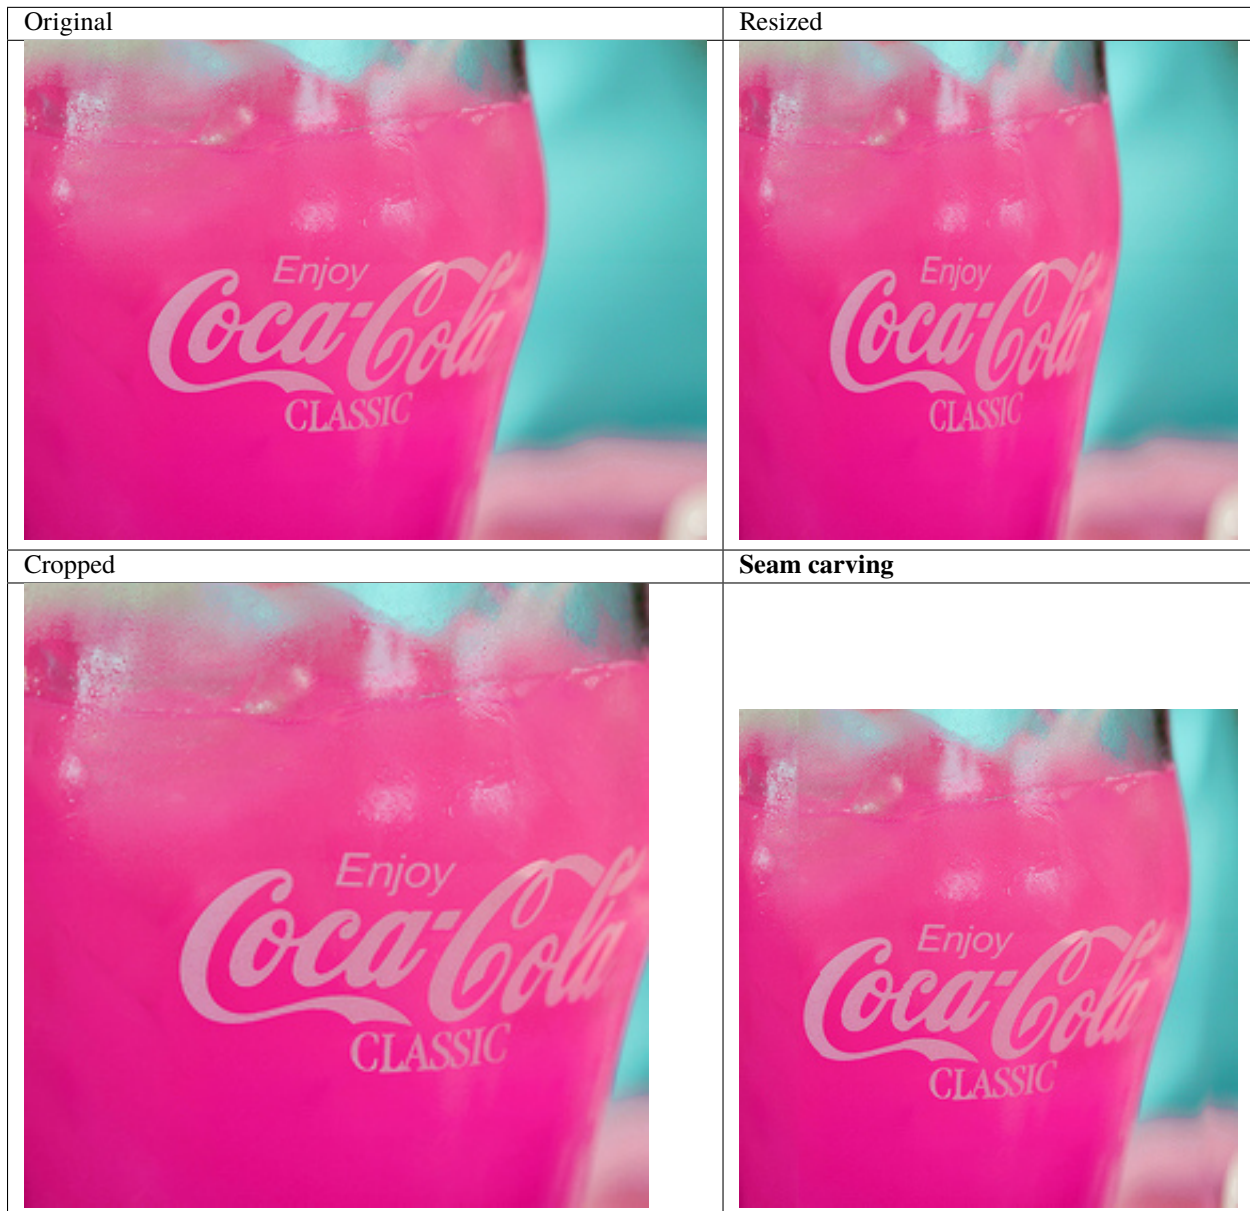 Original
Resized
Enjoy
Coca-Cola
CLASSIC
Enjoy
Coca-Cola
CLASSIC
Cropped
Seam carving
Enjoy
Coca-Cola
CLASSIC
Enjoy
Coca-Cola
CLASSIC